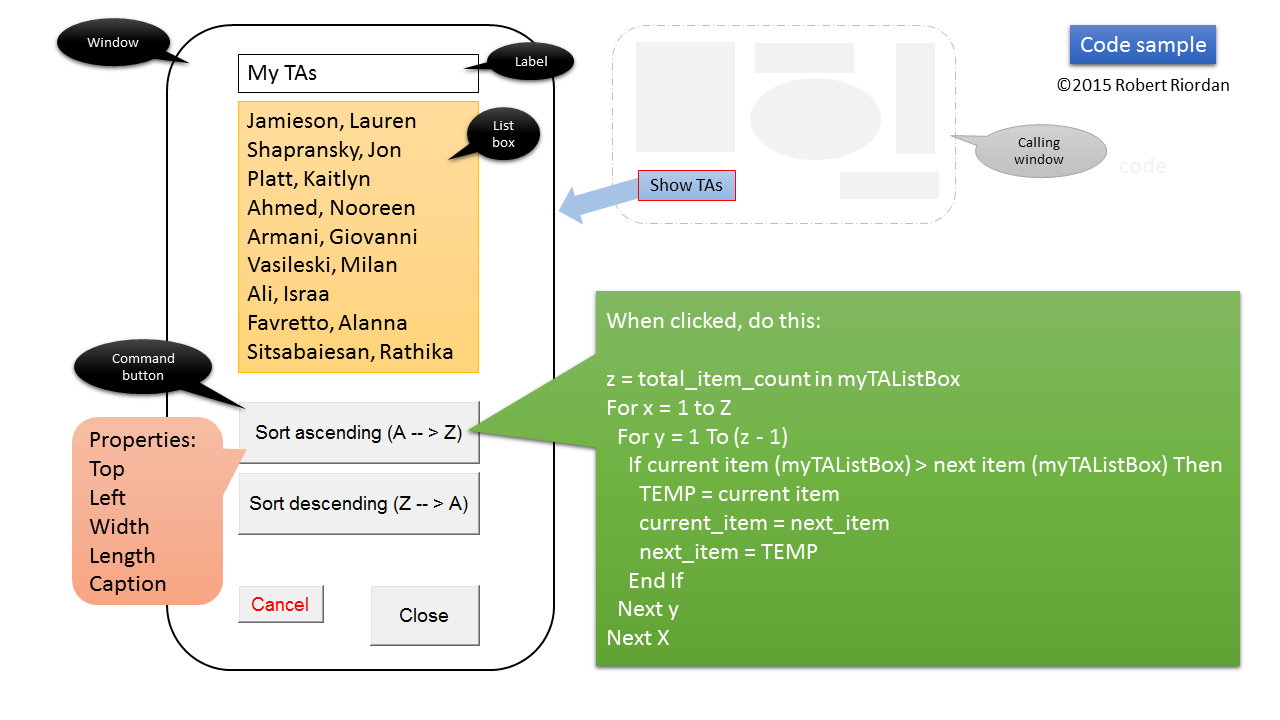 Window
My TAs
Label
Jamieson, Lauren
Shapransky, Jon
Platt, Kaitlyn
Ahmed, Nooreen
Armani, Giovanni
Vasileski, Milan
Ali, Israa
Favretto, Alanna
Sitsabaiesan, Rathika
List
box
Command
button
Sort ascending (A -- > Z)
Sort descending (Z -- > A)
Properties:
Top
Left
Width
Length
Caption
Cancel
Close
Show TAs
Calling
window
code
Code sample
©2015 Robert Riordan
When clicked, do this:
z = total_item_count in myTAListBox
For x = 1 to Z
For y = 1 To (z - 1)
If current item (myTAListBox) > next item (myTAListBox) Then
TEMP = current item
current_item = next_item
next_item = TEMP
End If
Next y
Next X